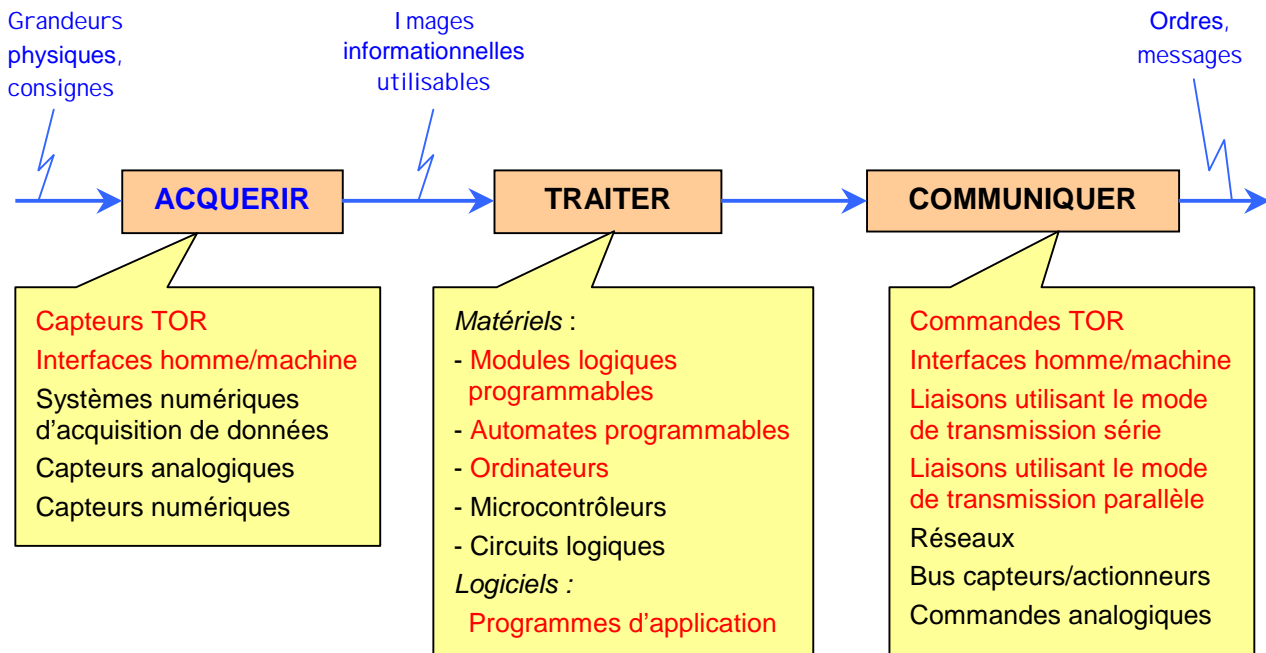 Grandeurs
physiques,
consignes
Images
informationnelles
utilisables
Ordres,
messages
ACQUERIR
TRAITER
COMMUNIQUER
Capteurs TOR
Interfaces homme/machine
Systèmes numériques
d'acquisition de données
Capteurs analogiques
Capteurs numériques
Matériels :
- Modules logiques
programmables
- Automates programmables
- Ordinateurs
- Microcontrôleurs
- Circuits logiques
Logiciels :
Programmes d'application
Commandes TOR
Interfaces homme/machine
Liaisons utilisant le mode
de transmission série
Liaisons utilisant le mode
de transmission parallèle
Réseaux
Bus capteurs/actionneurs
Commandes analogiques